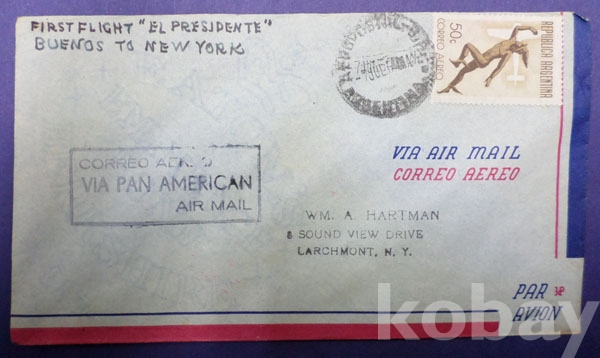 FIRST FLIGHT "EL PRESIDENTE"
BUENOS TO NEW YORK
50c
CORREO AEREO
REPUBLICA ARGENTINA
VIA AIR MAIL
CORREO AEREO
CORREO AEREO
VIA PAN AMERICAN
AIR MAIL
WM. A. HARTMAN
8 SOUND VIEW DRIVE
LARCHMONT, N. Y.
PAR
AVION
kobay